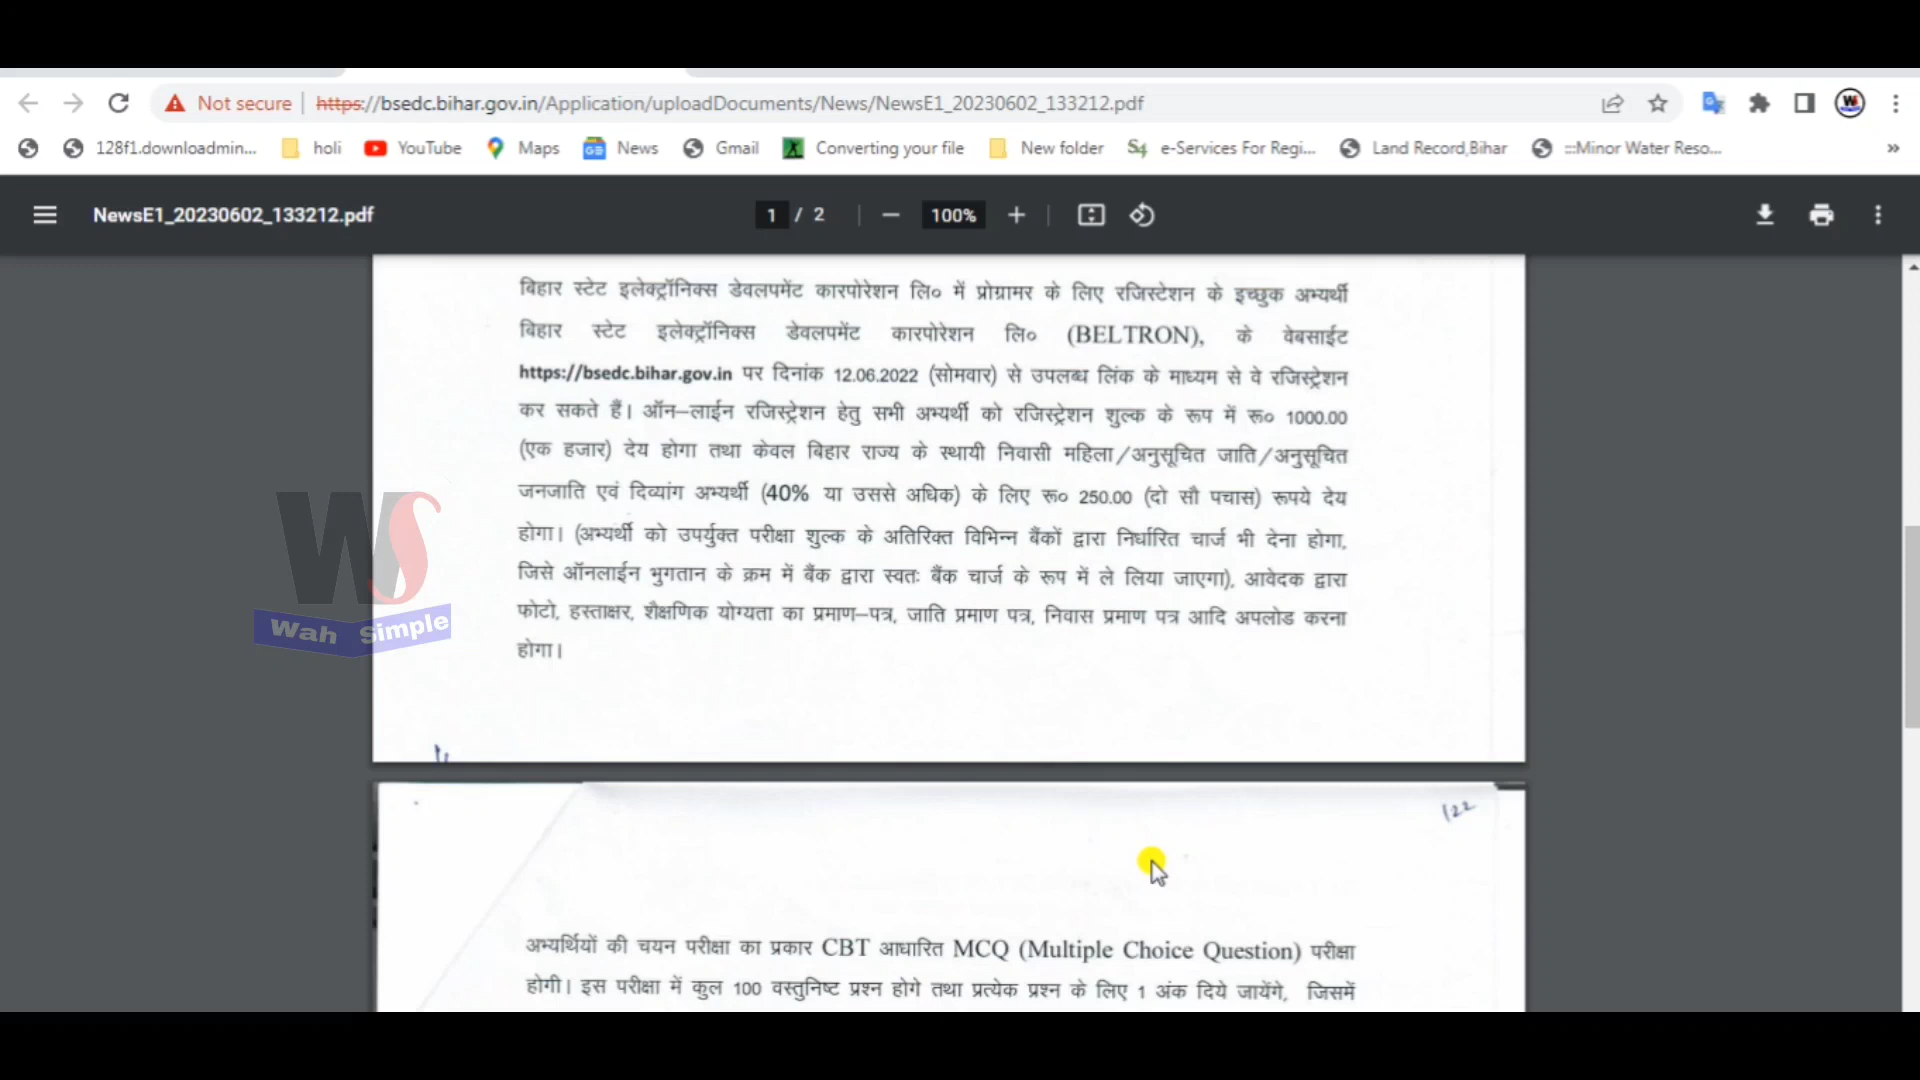 Not secure https://bsedc.bihar.gov.in/Application/uploadDocuments/News/NewsE1_20230602_133212.pdf
128f1.downloadmin... holi YouTube Maps News Gmail Converting your file New folder e-Services For Regi... Land Record,Bihar :::Minor Water Reso... »
NewsE1_20230602_133212.pdf 1 / 2 100%
बिहार स्टेट इलेक्ट्रॉनिक्स डेवलपमेंट कारपोरेशन लि० में प्रोग्रामर के लिए रजिस्टेशन के इच्छुक अभ्यर्थी
बिहार स्टेट इलेक्ट्रॉनिक्स डेवलपमेंट कारपोरेशन लि० (BELTRON), के वेबसाईट
https://bsedc.bihar.gov.in पर दिनांक 12.06.2022 (सोमवार) से उपलब्ध लिंक के माध्यम से वे रजिस्ट्रेशन
कर सकते हैं। ऑन–लाईन रजिस्ट्रेशन हेतु सभी अभ्यर्थी को रजिस्ट्रेशन शुल्क के रूप में रू० 1000.00
(एक हजार) देय होगा तथा केवल बिहार राज्य के स्थायी निवासी महिला/अनुसूचित जाति/अनुसूचित
जनजाति एवं दिव्यांग अभ्यर्थी (40% या उससे अधिक) के लिए रू० 250.00 (दो सौ पचास) रूपये देय
होगा। (अभ्यर्थी को उपर्युक्त परीक्षा शुल्क के अतिरिक्त विभिन्न बैंकों द्वारा निर्धारित चार्ज भी देना होगा,
जिसे ऑनलाईन भुगतान के क्रम में बैंक द्वारा स्वतः बैंक चार्ज के रूप में ले लिया जाएगा), आवेदक द्वारा
फोटो, हस्ताक्षर, शैक्षणिक योग्यता का प्रमाण–पत्र, जाति प्रमाण पत्र, निवास प्रमाण पत्र आदि अपलोड करना
होगा।
WS
Wah Simple
122
अभ्यर्थियों की चयन परीक्षा का प्रकार CBT आधारित MCQ (Multiple Choice Question) परीक्षा
होगी। इस परीक्षा में कुल 100 वस्तुनिष्ट प्रश्न होगे तथा प्रत्येक प्रश्न के लिए 1 अंक दिये जायेंगे, जिसमें